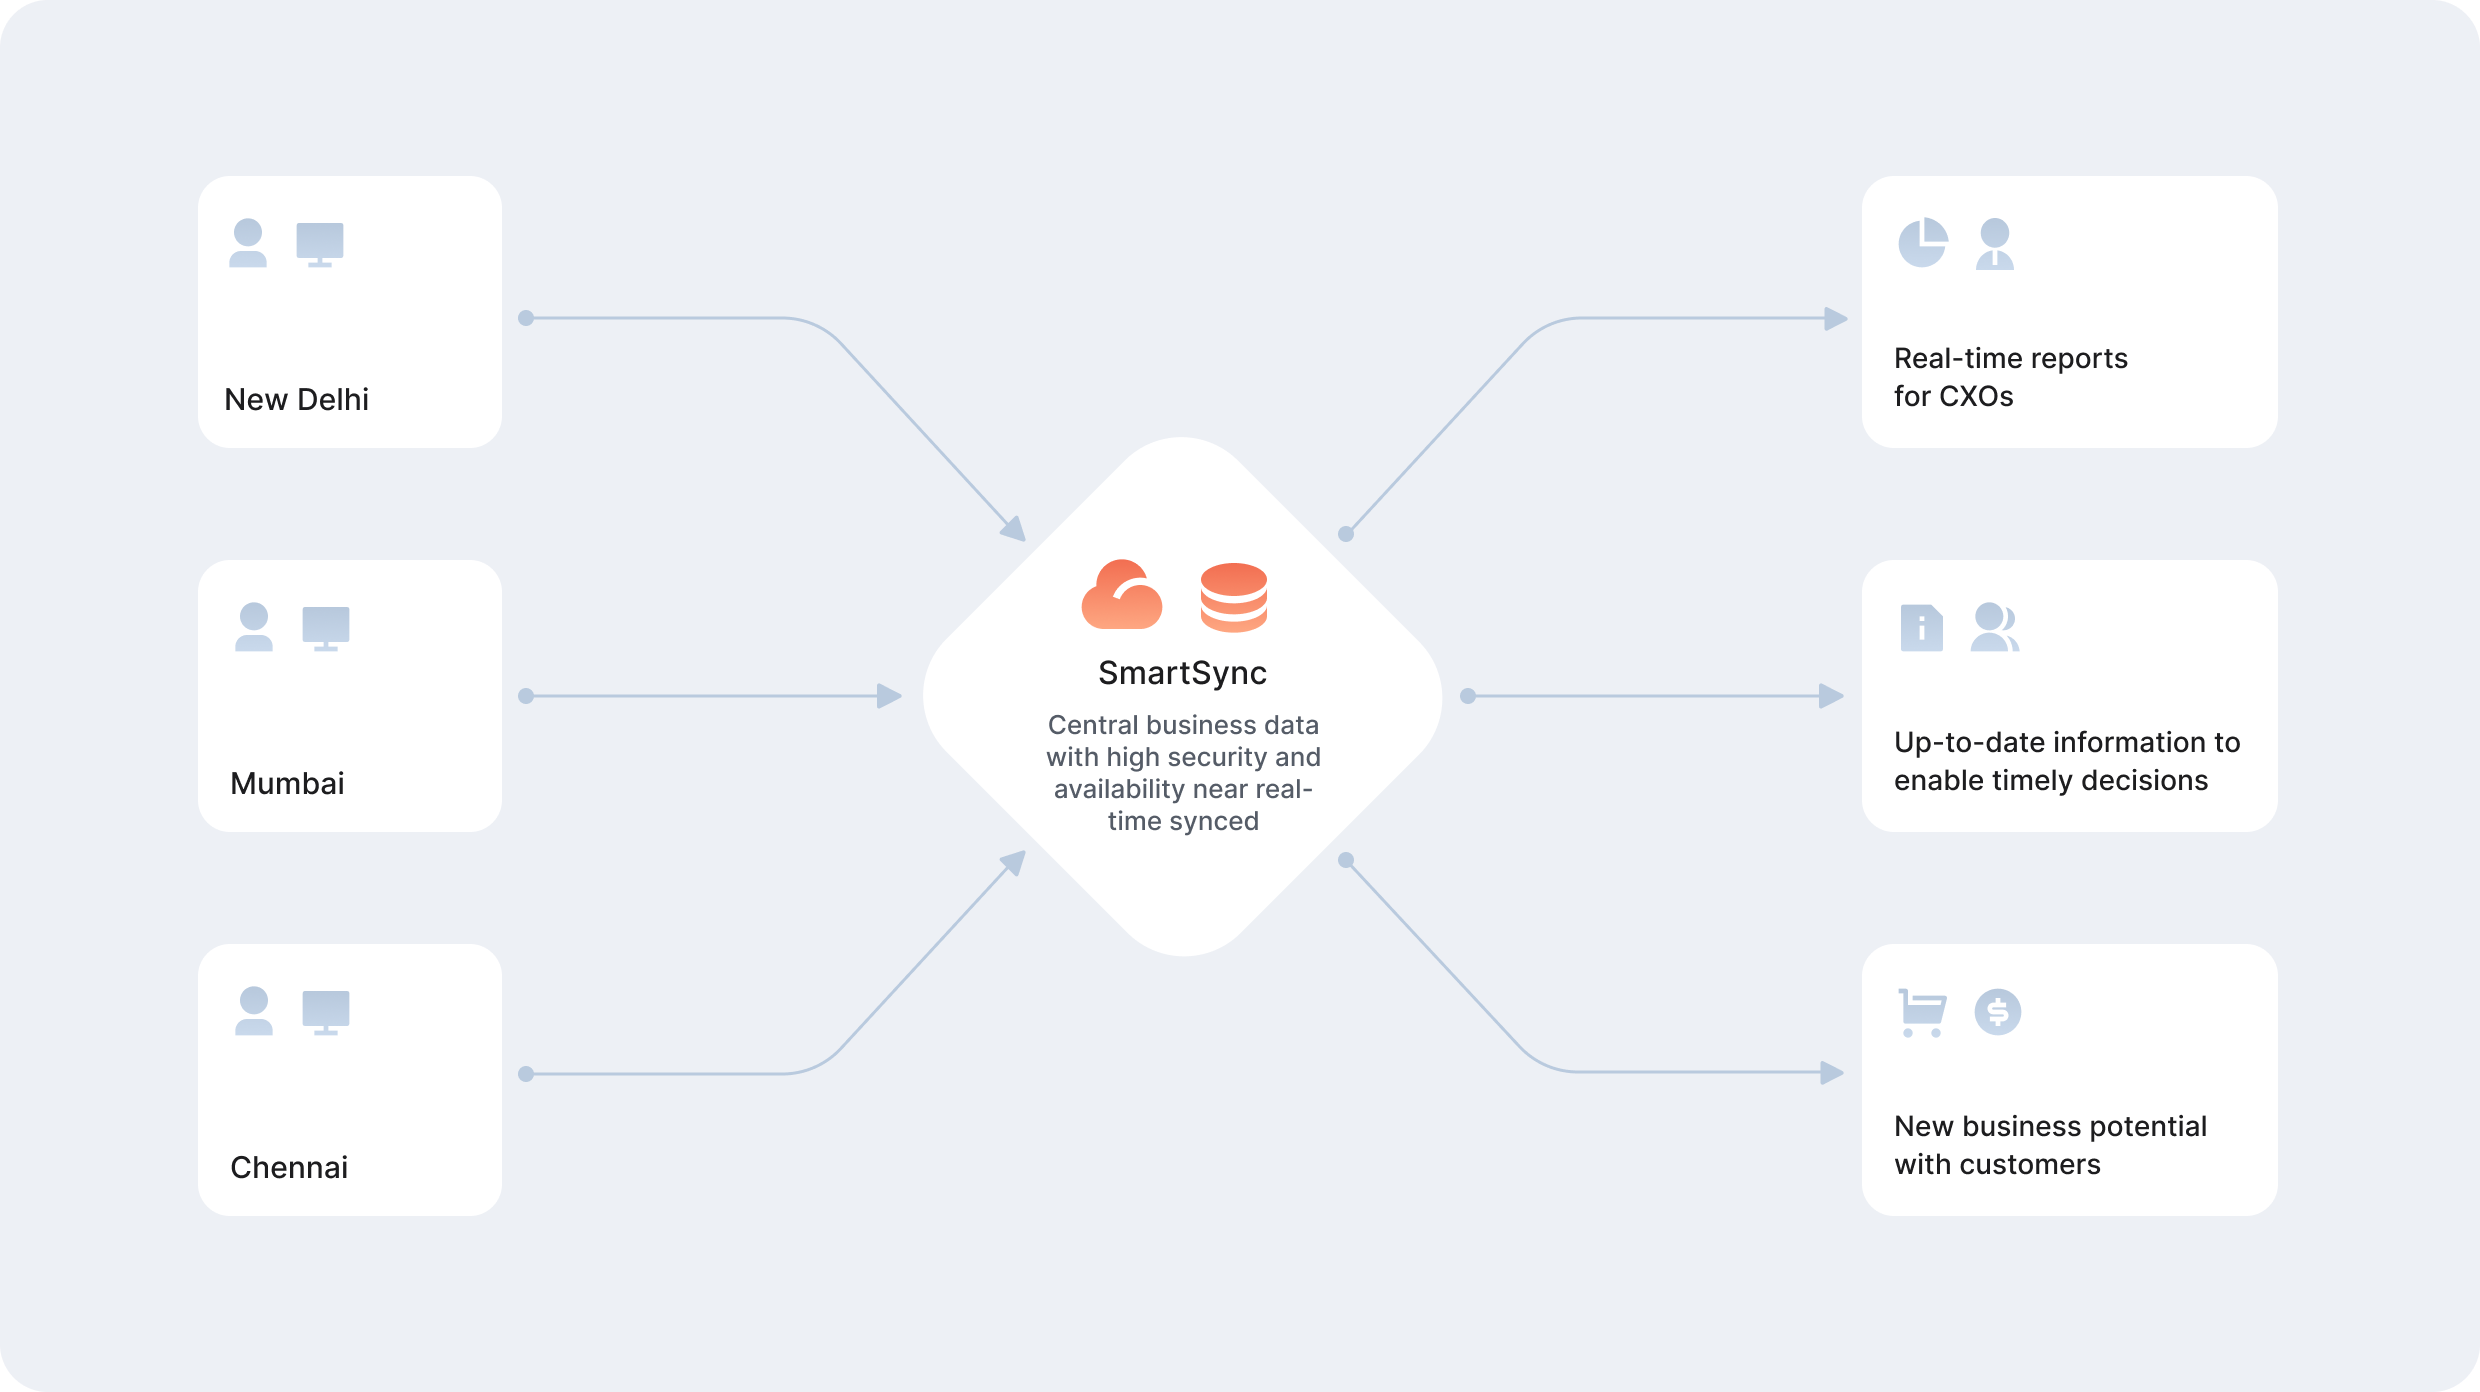 New Delhi
Mumbai
Chennai
SmartSync
Central business data
with high security and
availability near real-
time synced
Real-time reports
for CXOs
Up-to-date information to
enable timely decisions
New business potential
with customers